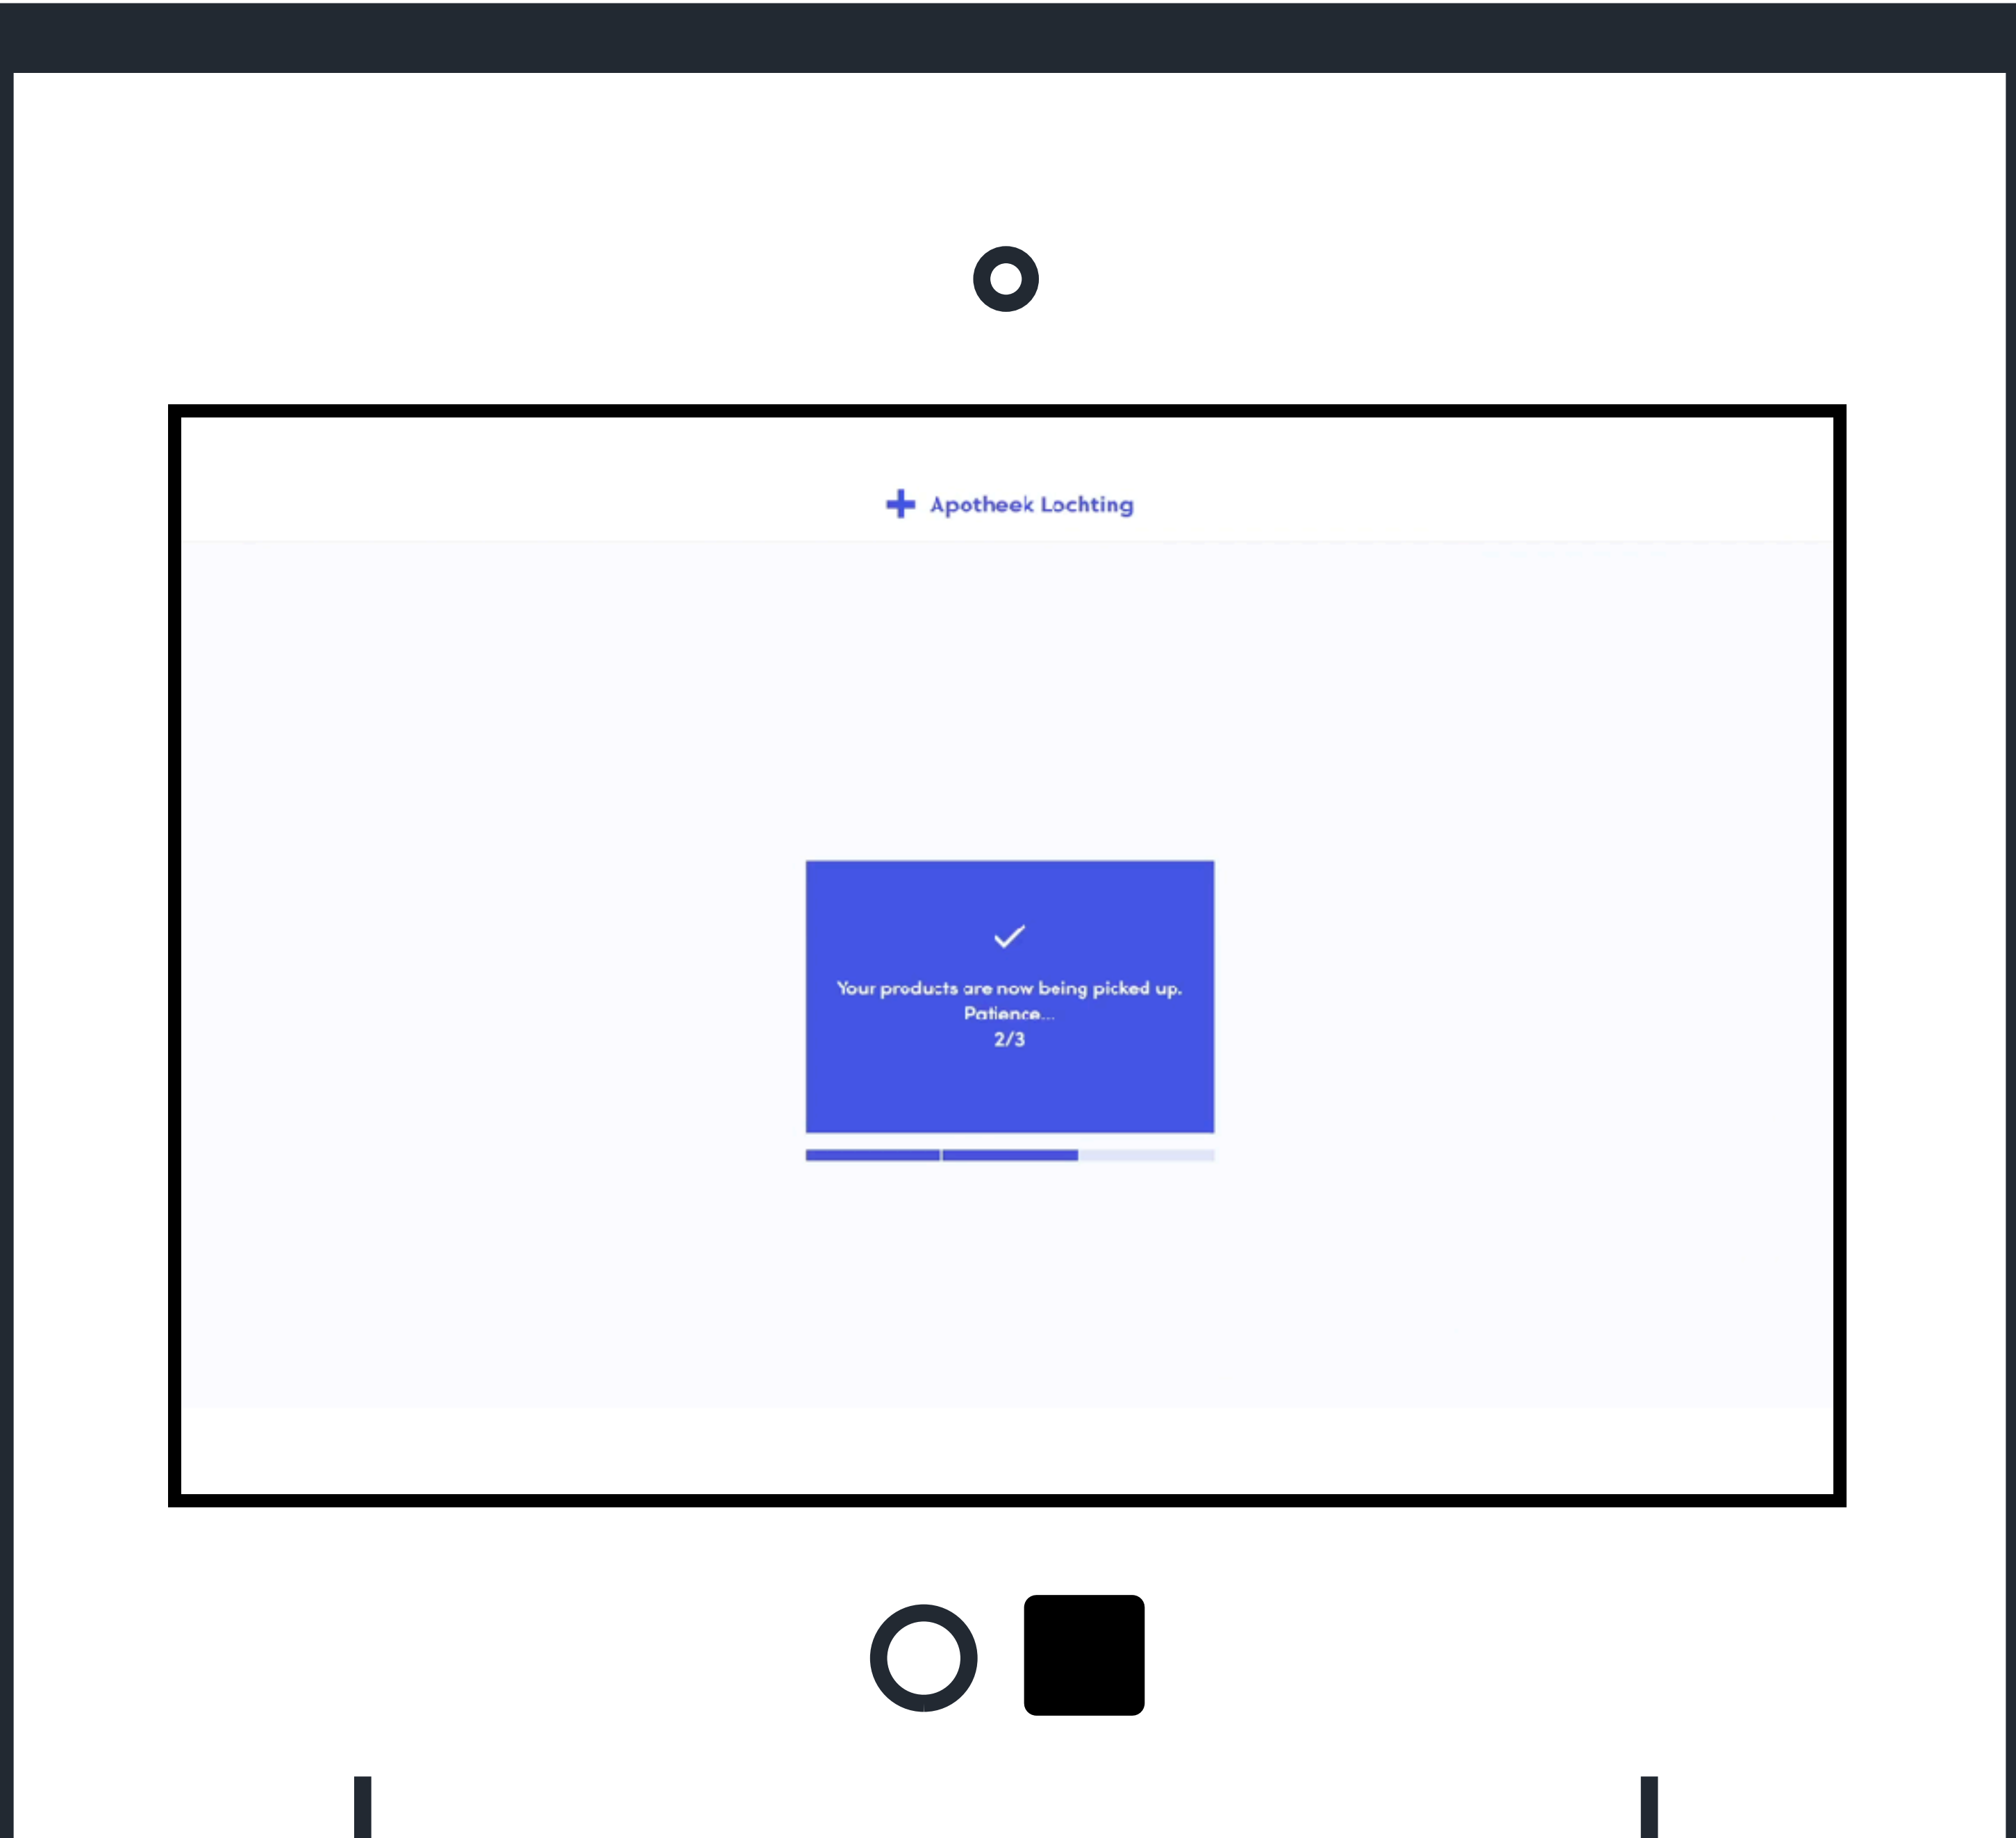 Apotheek Lochting
Your products are now being picked up.
Patience...
2/3